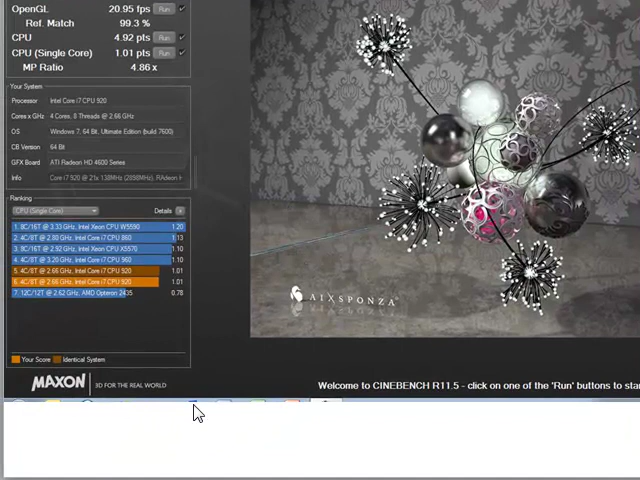 OpenGL 20.95 fps Run
Ref. Match 99.3 %
CPU 4.92 pts Run
CPU (Single Core) 1.01 pts Run
MP Ratio 4.86 x
Your System
Processor Intel Core i7 CPU 920
Cores x GHz 4 Cores, 8 Threads @ 2.66 GHz
OS Windows 7, 64 Bit, Ultimate Edition (build 7600)
CB Version 64 Bit
GFX Board ATI Radeon HD 4600 Series
Info Core i7 920 @ 21x 138MHz (2898MHz), RAdeon H
Ranking
CPU (Single Core) Details
1. 8C/16T @ 3.33 GHz, Intel Xeon CPU W5590 1.20
2. 4C/8T @ 2.80 GHz, Intel Core i7 CPU 860 1.13
3. 8C/16T @ 2.92 GHz, Intel Xeon CPU X5570 1.10
4. 4C/8T @ 3.20 GHz, Intel Core i7 CPU 960 1.10
5. 4C/8T @ 2.66 GHz, Intel Core i7 CPU 920 1.01
6. 4C/8T @ 2.66 GHz, Intel Core i7 CPU 920 1.01
7. 12C/12T @ 2.62 GHz, AMD Opteron 2435 0.78
AIXSPONZA
Your Score Identical System
MAXON 3D FOR THE REAL WORLD
Welcome to CINEBENCH R11.5 - click on one of the 'Run' buttons to star